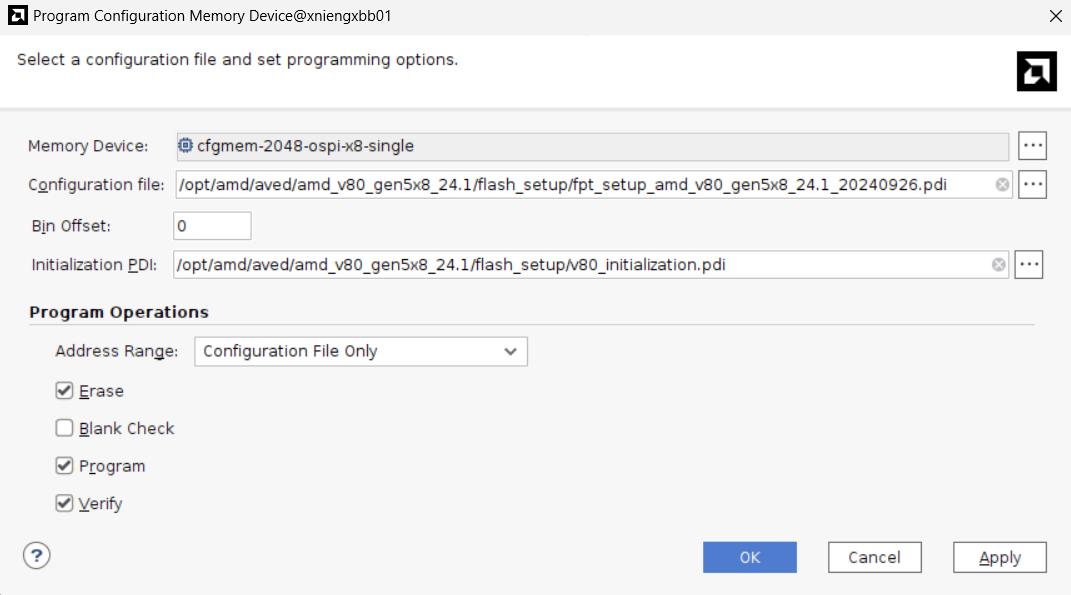 Program Configuration Memory Device@xniengxbb01
Select a configuration file and set programming options.
Memory Device: cfgmem-2048-ospi-x8-single ...
Configuration file: /opt/amd/aved/amd_v80_gen5x8_24.1/flash_setup/fpt_setup_amd_v80_gen5x8_24.1_20240926.pdi ...
Bin Offset: 0
Initialization PDI: /opt/amd/aved/amd_v80_gen5x8_24.1/flash_setup/v80_initialization.pdi ...
Program Operations
Address Range: Configuration File Only
Erase
Blank Check
Program
Verify
? OK Cancel Apply